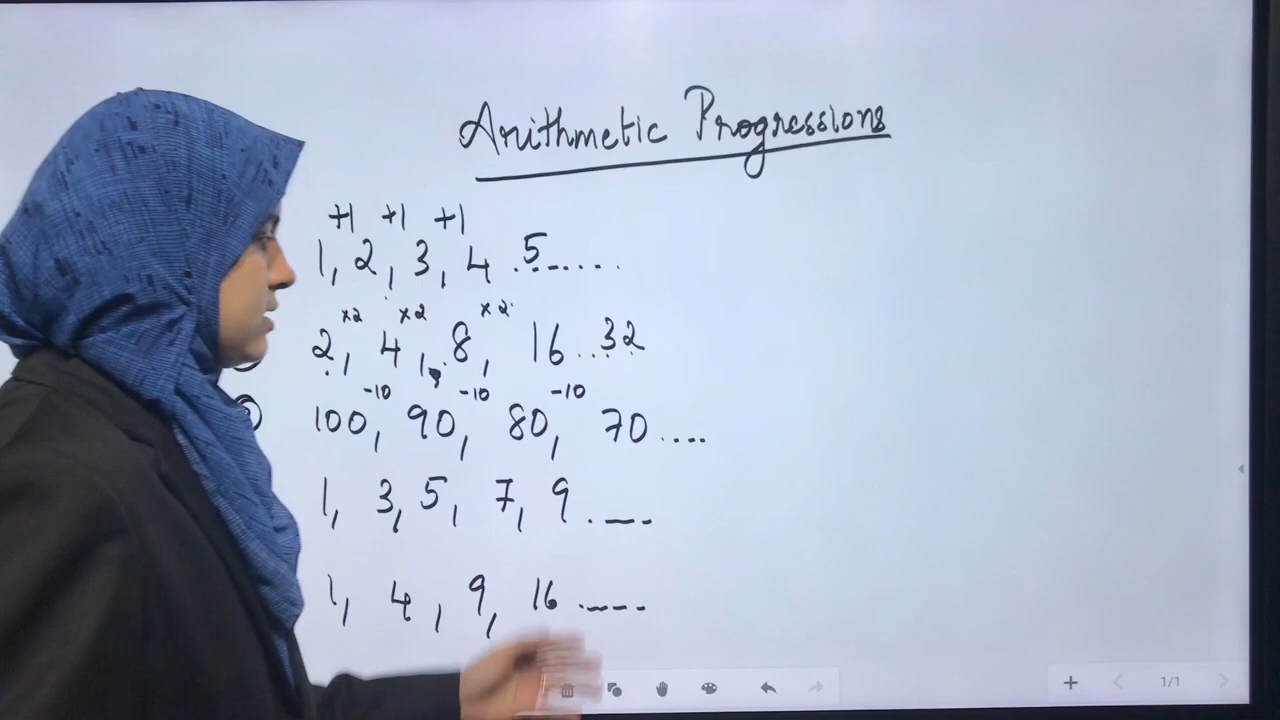 Arithmetic Progressions
+1 +1 +1
1, 2, 3, 4 . 5......
×2 ×2 ×2
2, 4, 8, 16...32
-10 -10 -10
100, 90, 80, 70....
1, 3, 5, 7, 9 . ---
1, 4, 9, 16 .----
1/1